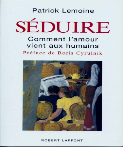 Patrick Lemoine
SÉDUIRE
Comment l'amour
vient aux humains
Préface de Boris Cyrulnik
ROBERT LAFFONT